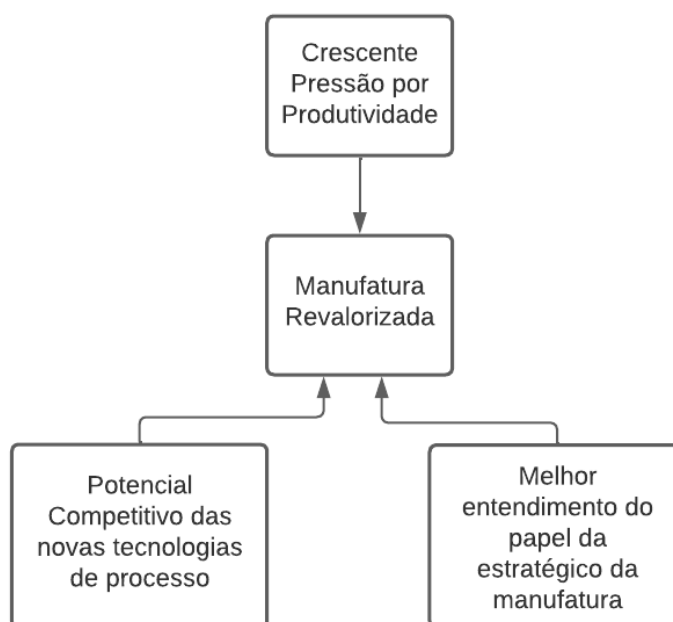 Crescente
Pressão por
Produtividade
Manufatura
Revalorizada
Potencial
Competitivo das
novas tecnologias
de processo
Melhor
entendimento do
papel da
estratégico da
manufatura